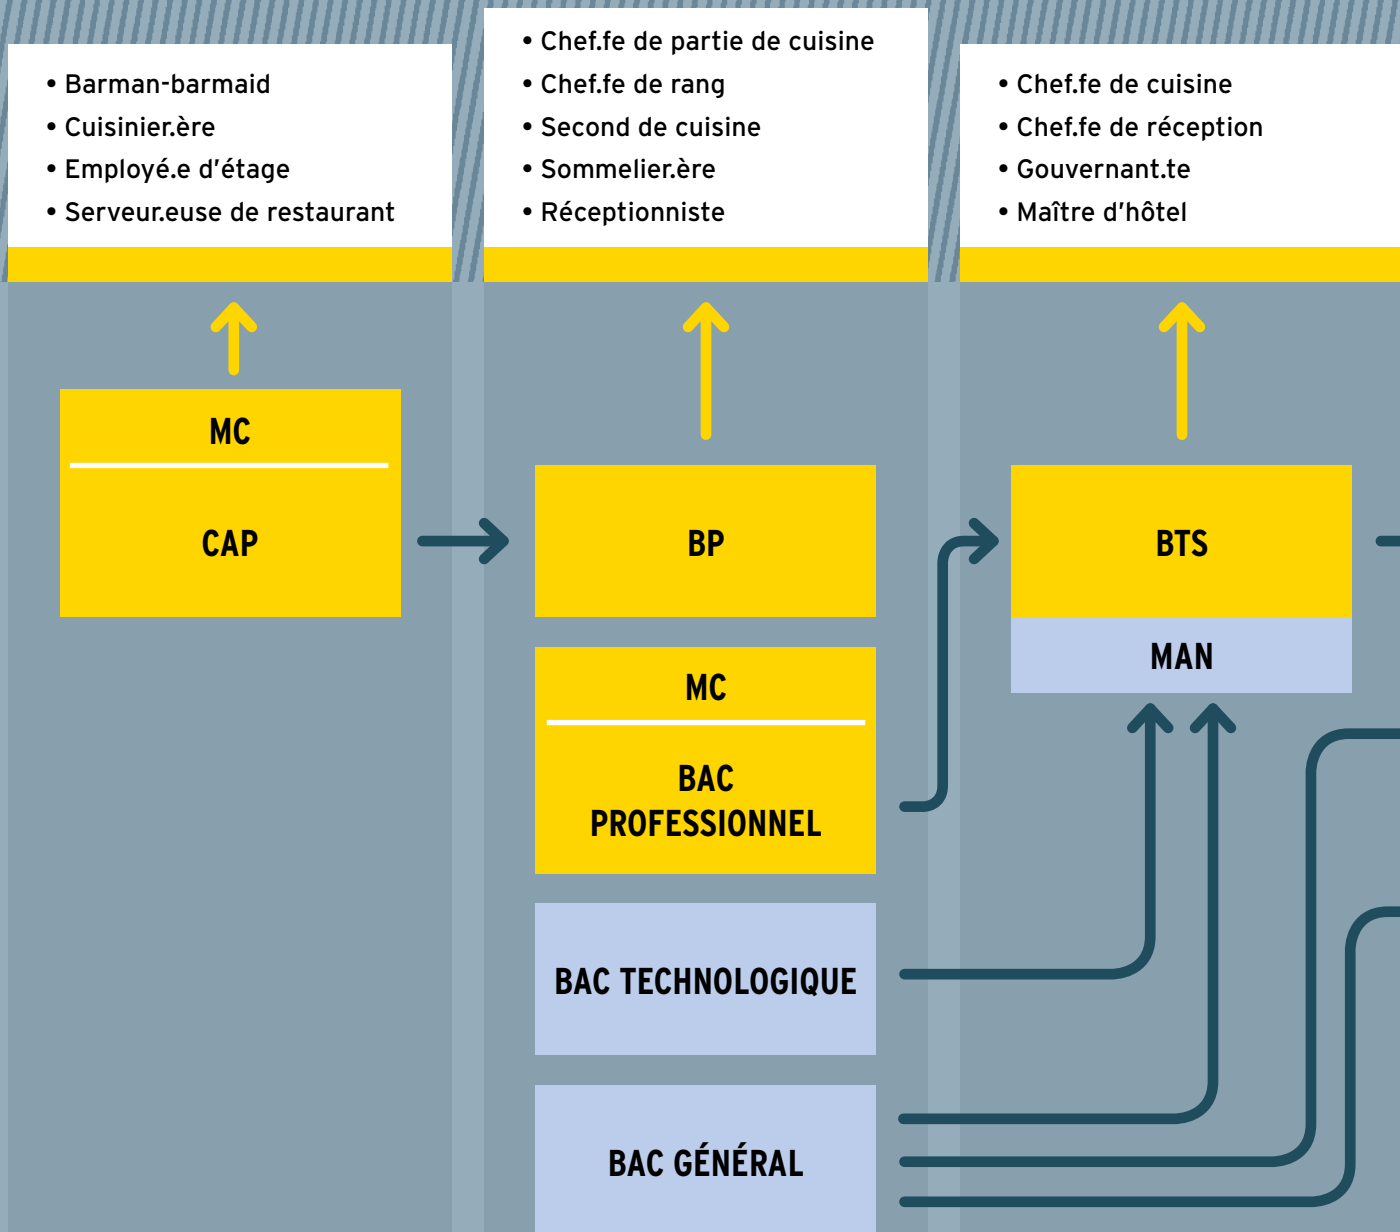 • Barman-barmaid
• Cuisinier.ère
• Employé.e d'étage
• Serveur.euse de restaurant
• Chef.fe de partie de cuisine
• Chef.fe de rang
• Second de cuisine
• Sommelier.ère
• Réceptionniste
• Chef.fe de cuisine
• Chef.fe de réception
• Gouvernant.te
• Maître d'hôtel
MC
CAP
BP
MC
BAC
PROFESSIONNEL
BAC TECHNOLOGIQUE
BAC GÉNÉRAL
BTS
MAN